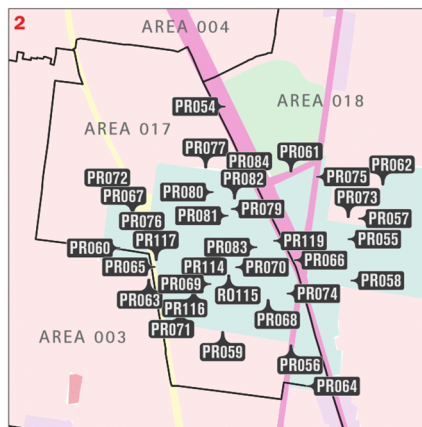 2
AREA 004
PR054
AREA 018
AREA 017
PR077
PR084
PR061
PR072
PR080
PR082
PR075
PR062
PR067
PR073
PR076
PR081
PR079
PR057
PR060
PR117
PR083
PR119
PR055
PR065
PR114
PR070
PR066
PR063
PR069
RO115
PR074
PR058
PR116
PR068
PR071
AREA 003
PR059
PR056
PR064